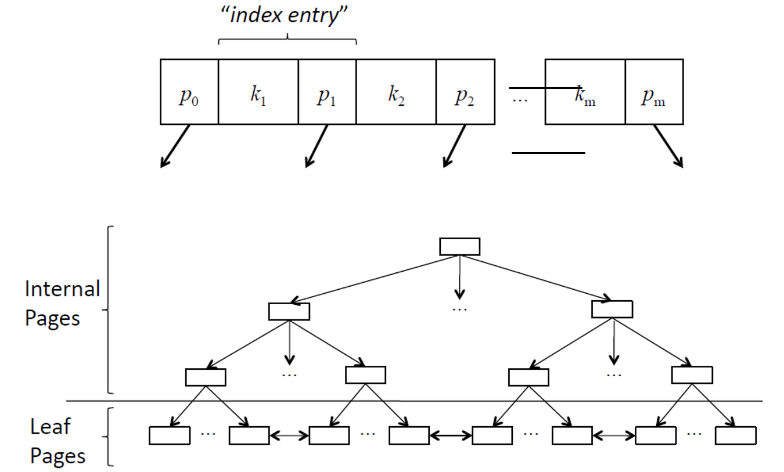 “index entry”
p0 k1 p1 k2 p2 ... km pm
...
... ...
Internal
Pages
... ... ... ...
Leaf
Pages